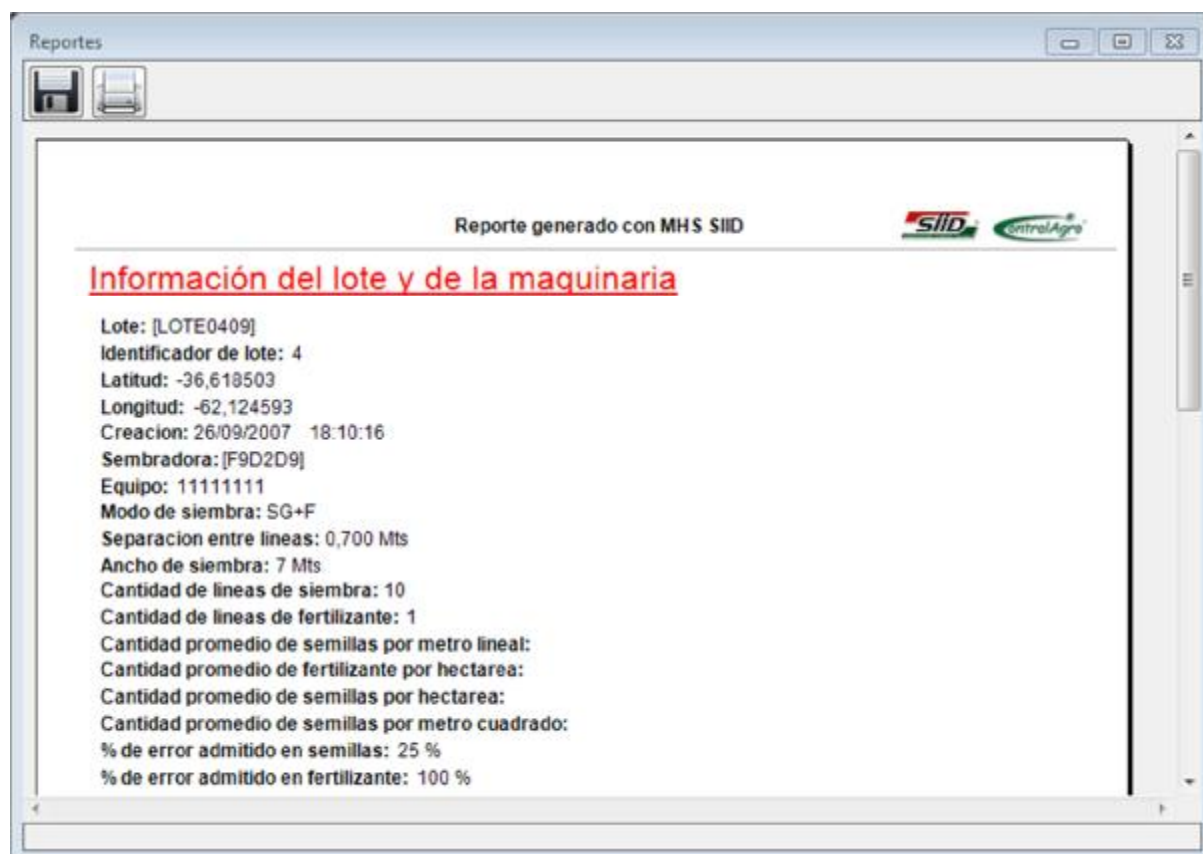 Reportes
Reporte generado con MHS SIID
SIID
ControlAgro
Información del lote y de la maquinaria
Lote: [LOTE0409]
Identificador de lote: 4
Latitud: -36,618503
Longitud: -62,124593
Creacion: 26/09/2007 18:10:16
Sembradora: [F9D2D9]
Equipo: 11111111
Modo de siembra: SG+F
Separacion entre lineas: 0,700 Mts
Ancho de siembra: 7 Mts
Cantidad de lineas de siembra: 10
Cantidad de lineas de fertilizante: 1
Cantidad promedio de semillas por metro lineal:
Cantidad promedio de fertilizante por hectarea:
Cantidad promedio de semillas por hectarea:
Cantidad promedio de semillas por metro cuadrado:
% de error admitido en semillas: 25 %
% de error admitido en fertilizante: 100 %